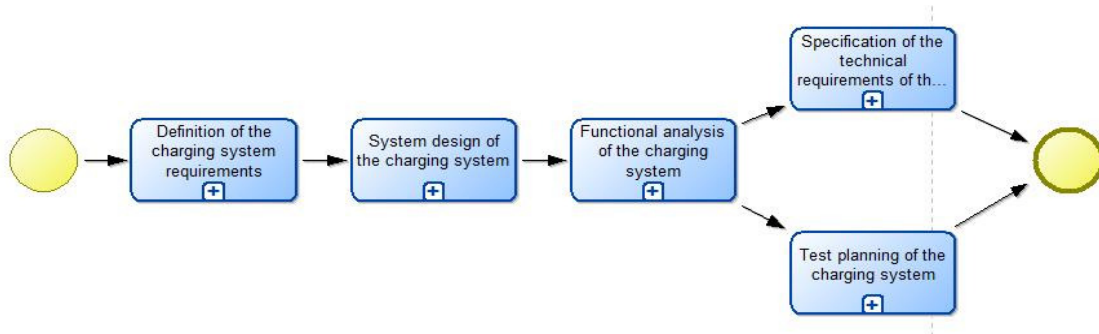 Definition of the
charging system
requirements
System design of
the charging system
Functional analysis
of the charging
system
Specification of the
technical
requirements of th...
Test planning of the
charging system